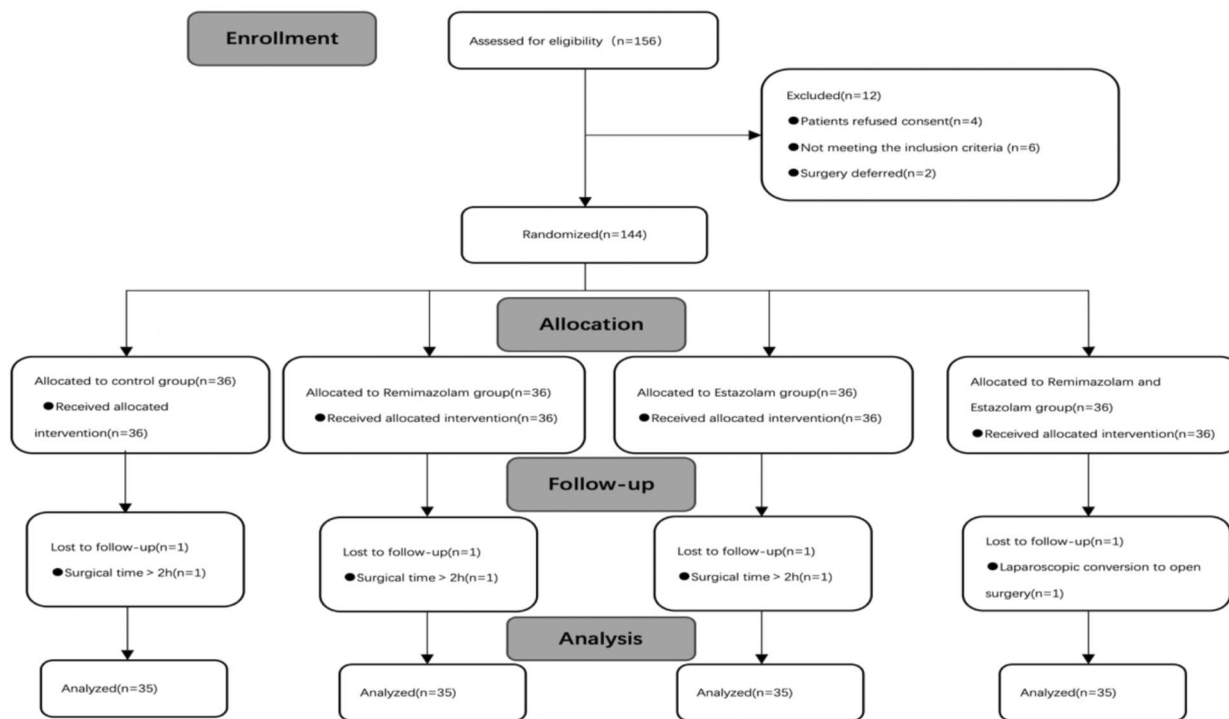 Enrollment
Assessed for eligibility（n=156）
Excluded(n=12)
●Patients refused consent(n=4)
●Not meeting the inclusion criteria (n=6)
●Surgery deferred(n=2)
Randomized(n=144)
Allocation
Allocated to control group(n=36)
●Received allocated
intervention(n=36)
Allocated to Remimazolam group(n=36)
●Received allocated intervention(n=36)
Allocated to Estazolam group(n=36)
●Received allocated intervention(n=36)
Allocated to Remimazolam and
Estazolam group(n=36)
●Received allocated intervention(n=36)
Follow-up
Lost to follow-up(n=1)
●Surgical time > 2h(n=1)
Lost to follow-up(n=1)
●Surgical time > 2h(n=1)
Lost to follow-up(n=1)
●Surgical time > 2h(n=1)
Lost to follow-up(n=1)
●Laparoscopic conversion to open
surgery(n=1)
Analysis
Analyzed(n=35)
Analyzed(n=35)
Analyzed(n=35)
Analyzed(n=35)